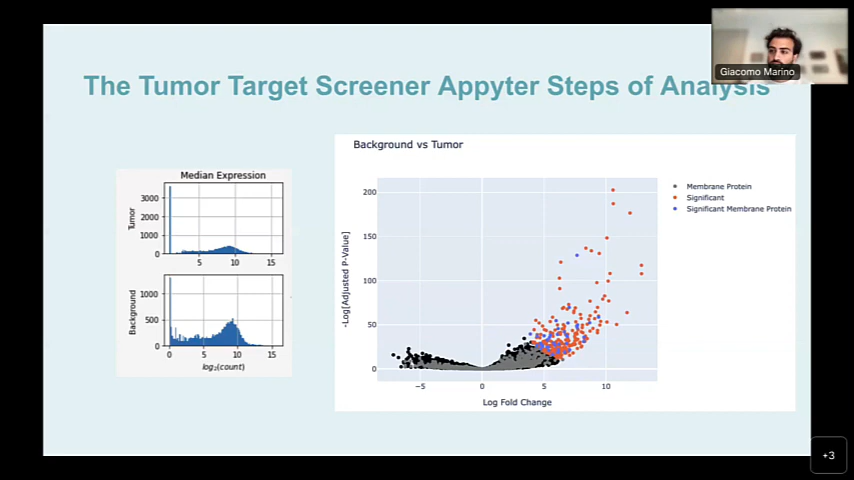 Giacomo Marino
The Tumor Target Screener Appyter Steps of Analysis
Median Expression
Tumor
3000
2000
1000
0
5
10
15
Background
1000
500
0
0
5
10
15
log₂(count)
Background vs Tumor
-Log[Adjusted P-Value]
200
150
100
50
0
−5
0
5
10
Log Fold Change
Membrane Protein
Significant
Significant Membrane Protein
+3